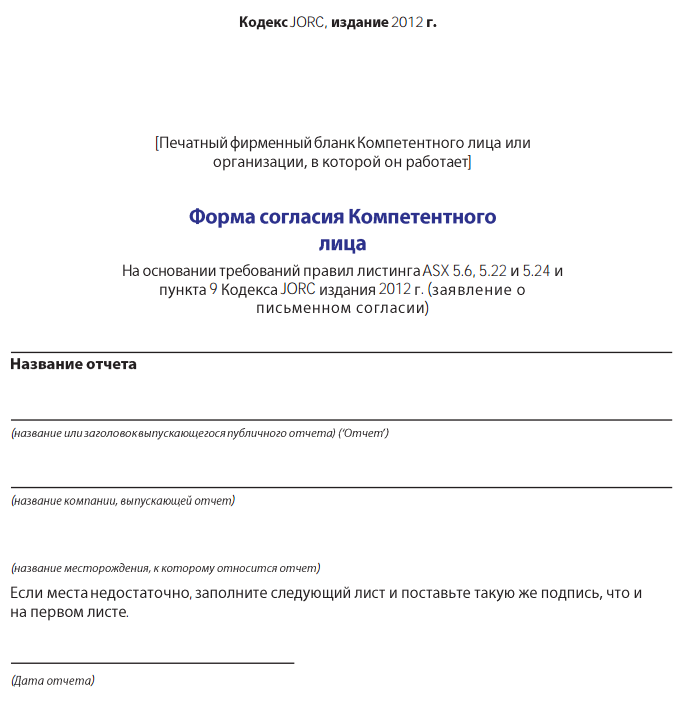 Кодекс JORC, издание 2012 г.
[Печатный фирменный бланк Компетентного лица или
организации, в которой он работает]
Форма согласия Компетентного
лица
На основании требований правил листинга ASX 5.6, 5.22 и 5.24 и
пункта 9 Кодекса JORC издания 2012 г. (заявление о
письменном согласии)
Название отчета
(название или заголовок выпускающегося публичного отчета) ('Отчет')
(название компании, выпускающей отчет)
(название месторождения, к которому относится отчет)
Если места недостаточно, заполните следующий лист и поставьте такую же подпись, что и
на первом листе.
(Дата отчета)